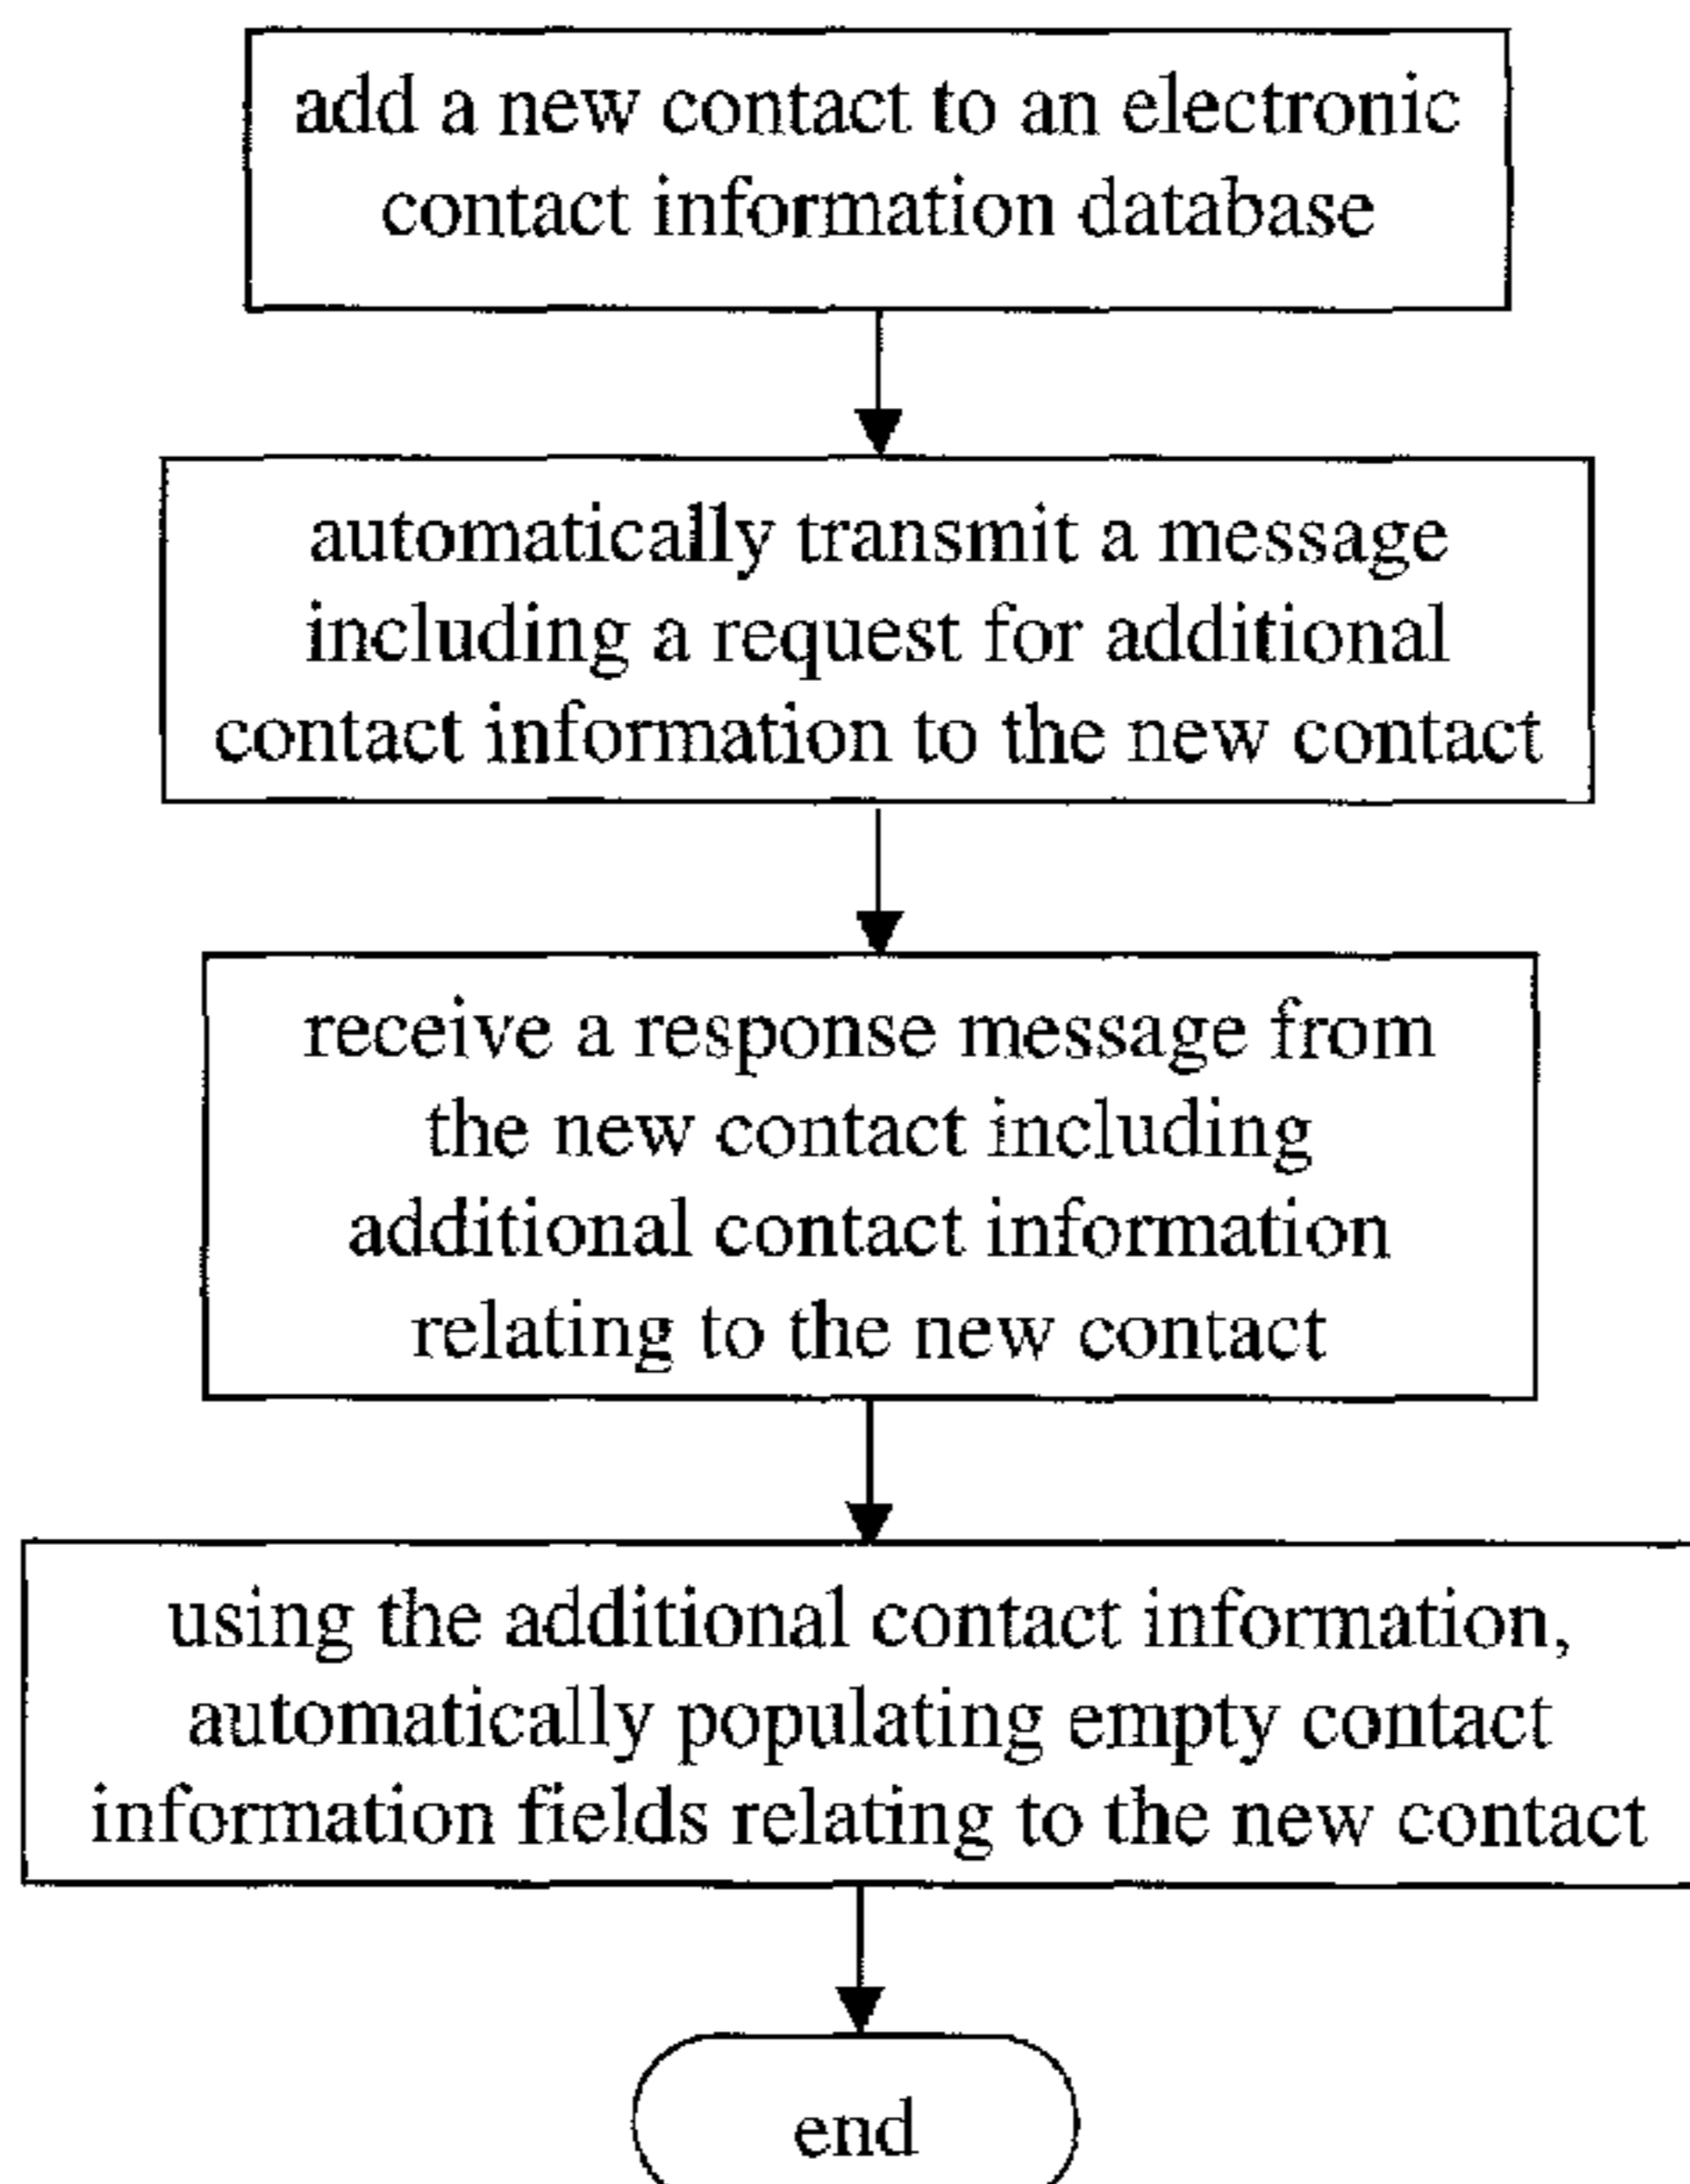 add a new contact to an electronic
contact information database
automatically transmit a message
including a request for additional
contact information to the new contact
receive a response message from
the new contact including
additional contact information
relating to the new contact
using the additional contact information,
automatically populating empty contact
information fields relating to the new contact
end